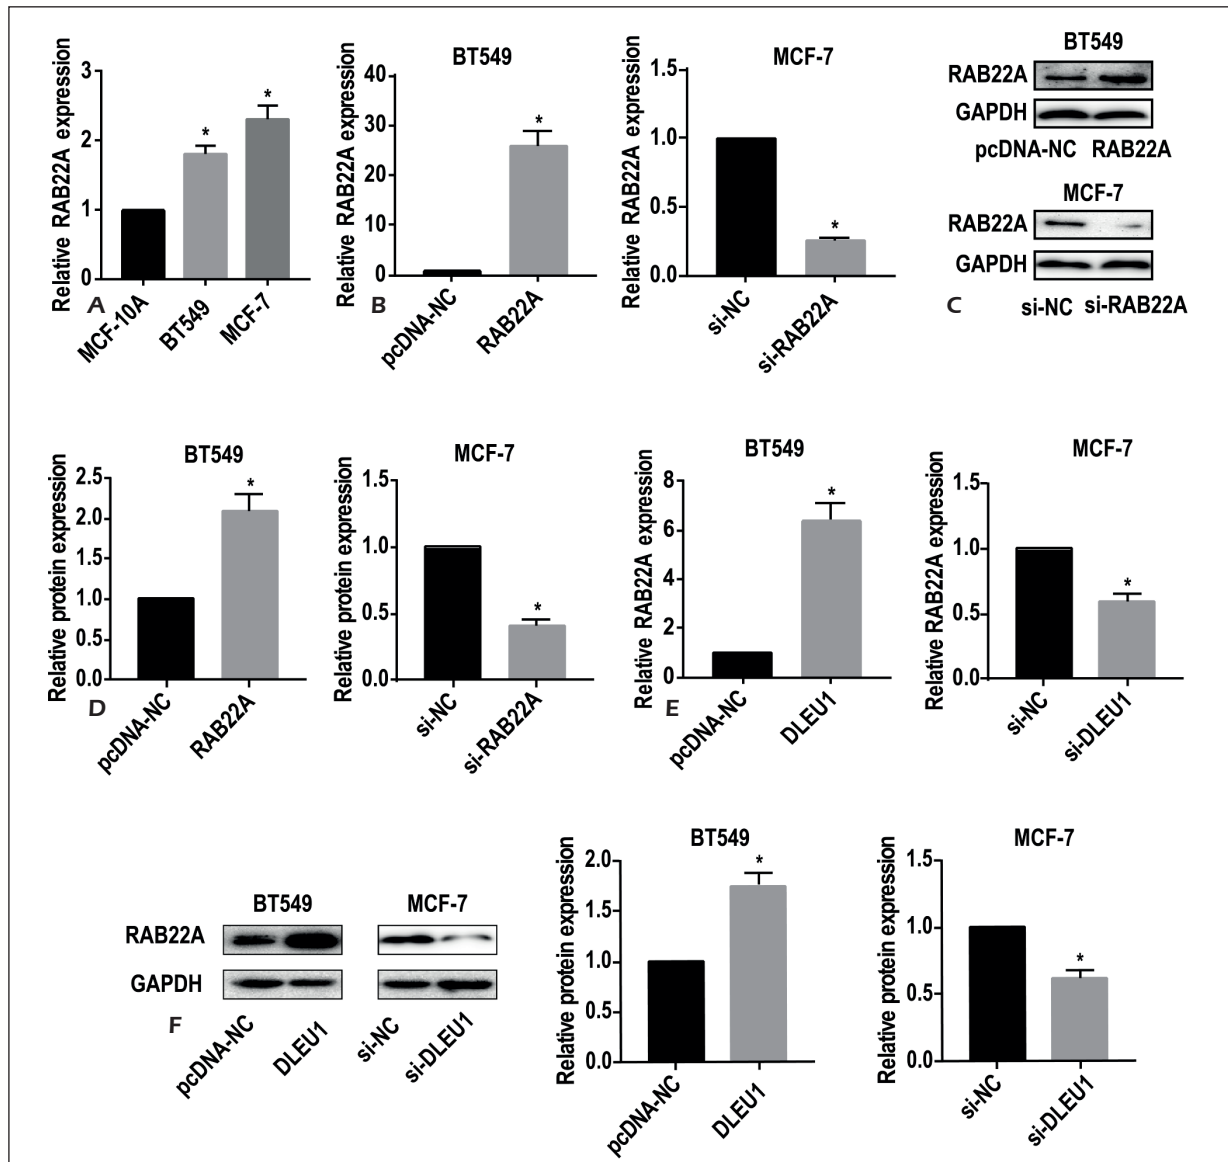 Relative RAB22A expression
3
2
1
0
*
*
MCF-10A
BT549
MCF-7
A
BT549
Relative RAB22A expression
40
30
20
10
0
*
pcDNA-NC
RAB22A
B
MCF-7
Relative RAB22A expression
1.5
1.0
0.5
0.0
*
si-NC
si-RAB22A
BT549
RAB22A
GAPDH
pcDNA-NC RAB22A
MCF-7
RAB22A
GAPDH
si-NC si-RAB22A
C
BT549
Relative protein expression
2.5
2.0
1.5
1.0
0.5
0.0
*
pcDNA-NC
RAB22A
D
MCF-7
Relative protein expression
1.5
1.0
0.5
0.0
*
si-NC
si-RAB22A
BT549
Relative RAB22A expression
8
6
4
2
0
*
pcDNA-NC
DLEU1
E
MCF-7
Relative RAB22A expression
1.5
1.0
0.5
0.0
*
si-NC
si-DLEU1
BT549 MCF-7
RAB22A
GAPDH
pcDNA-NC
DLEU1
si-NC
si-DLEU1
F
BT549
Relative protein expression
2.0
1.5
1.0
0.5
0.0
*
pcDNA-NC
DLEU1
MCF-7
Relative protein expression
1.5
1.0
0.5
0.0
*
si-NC
si-DLEU1